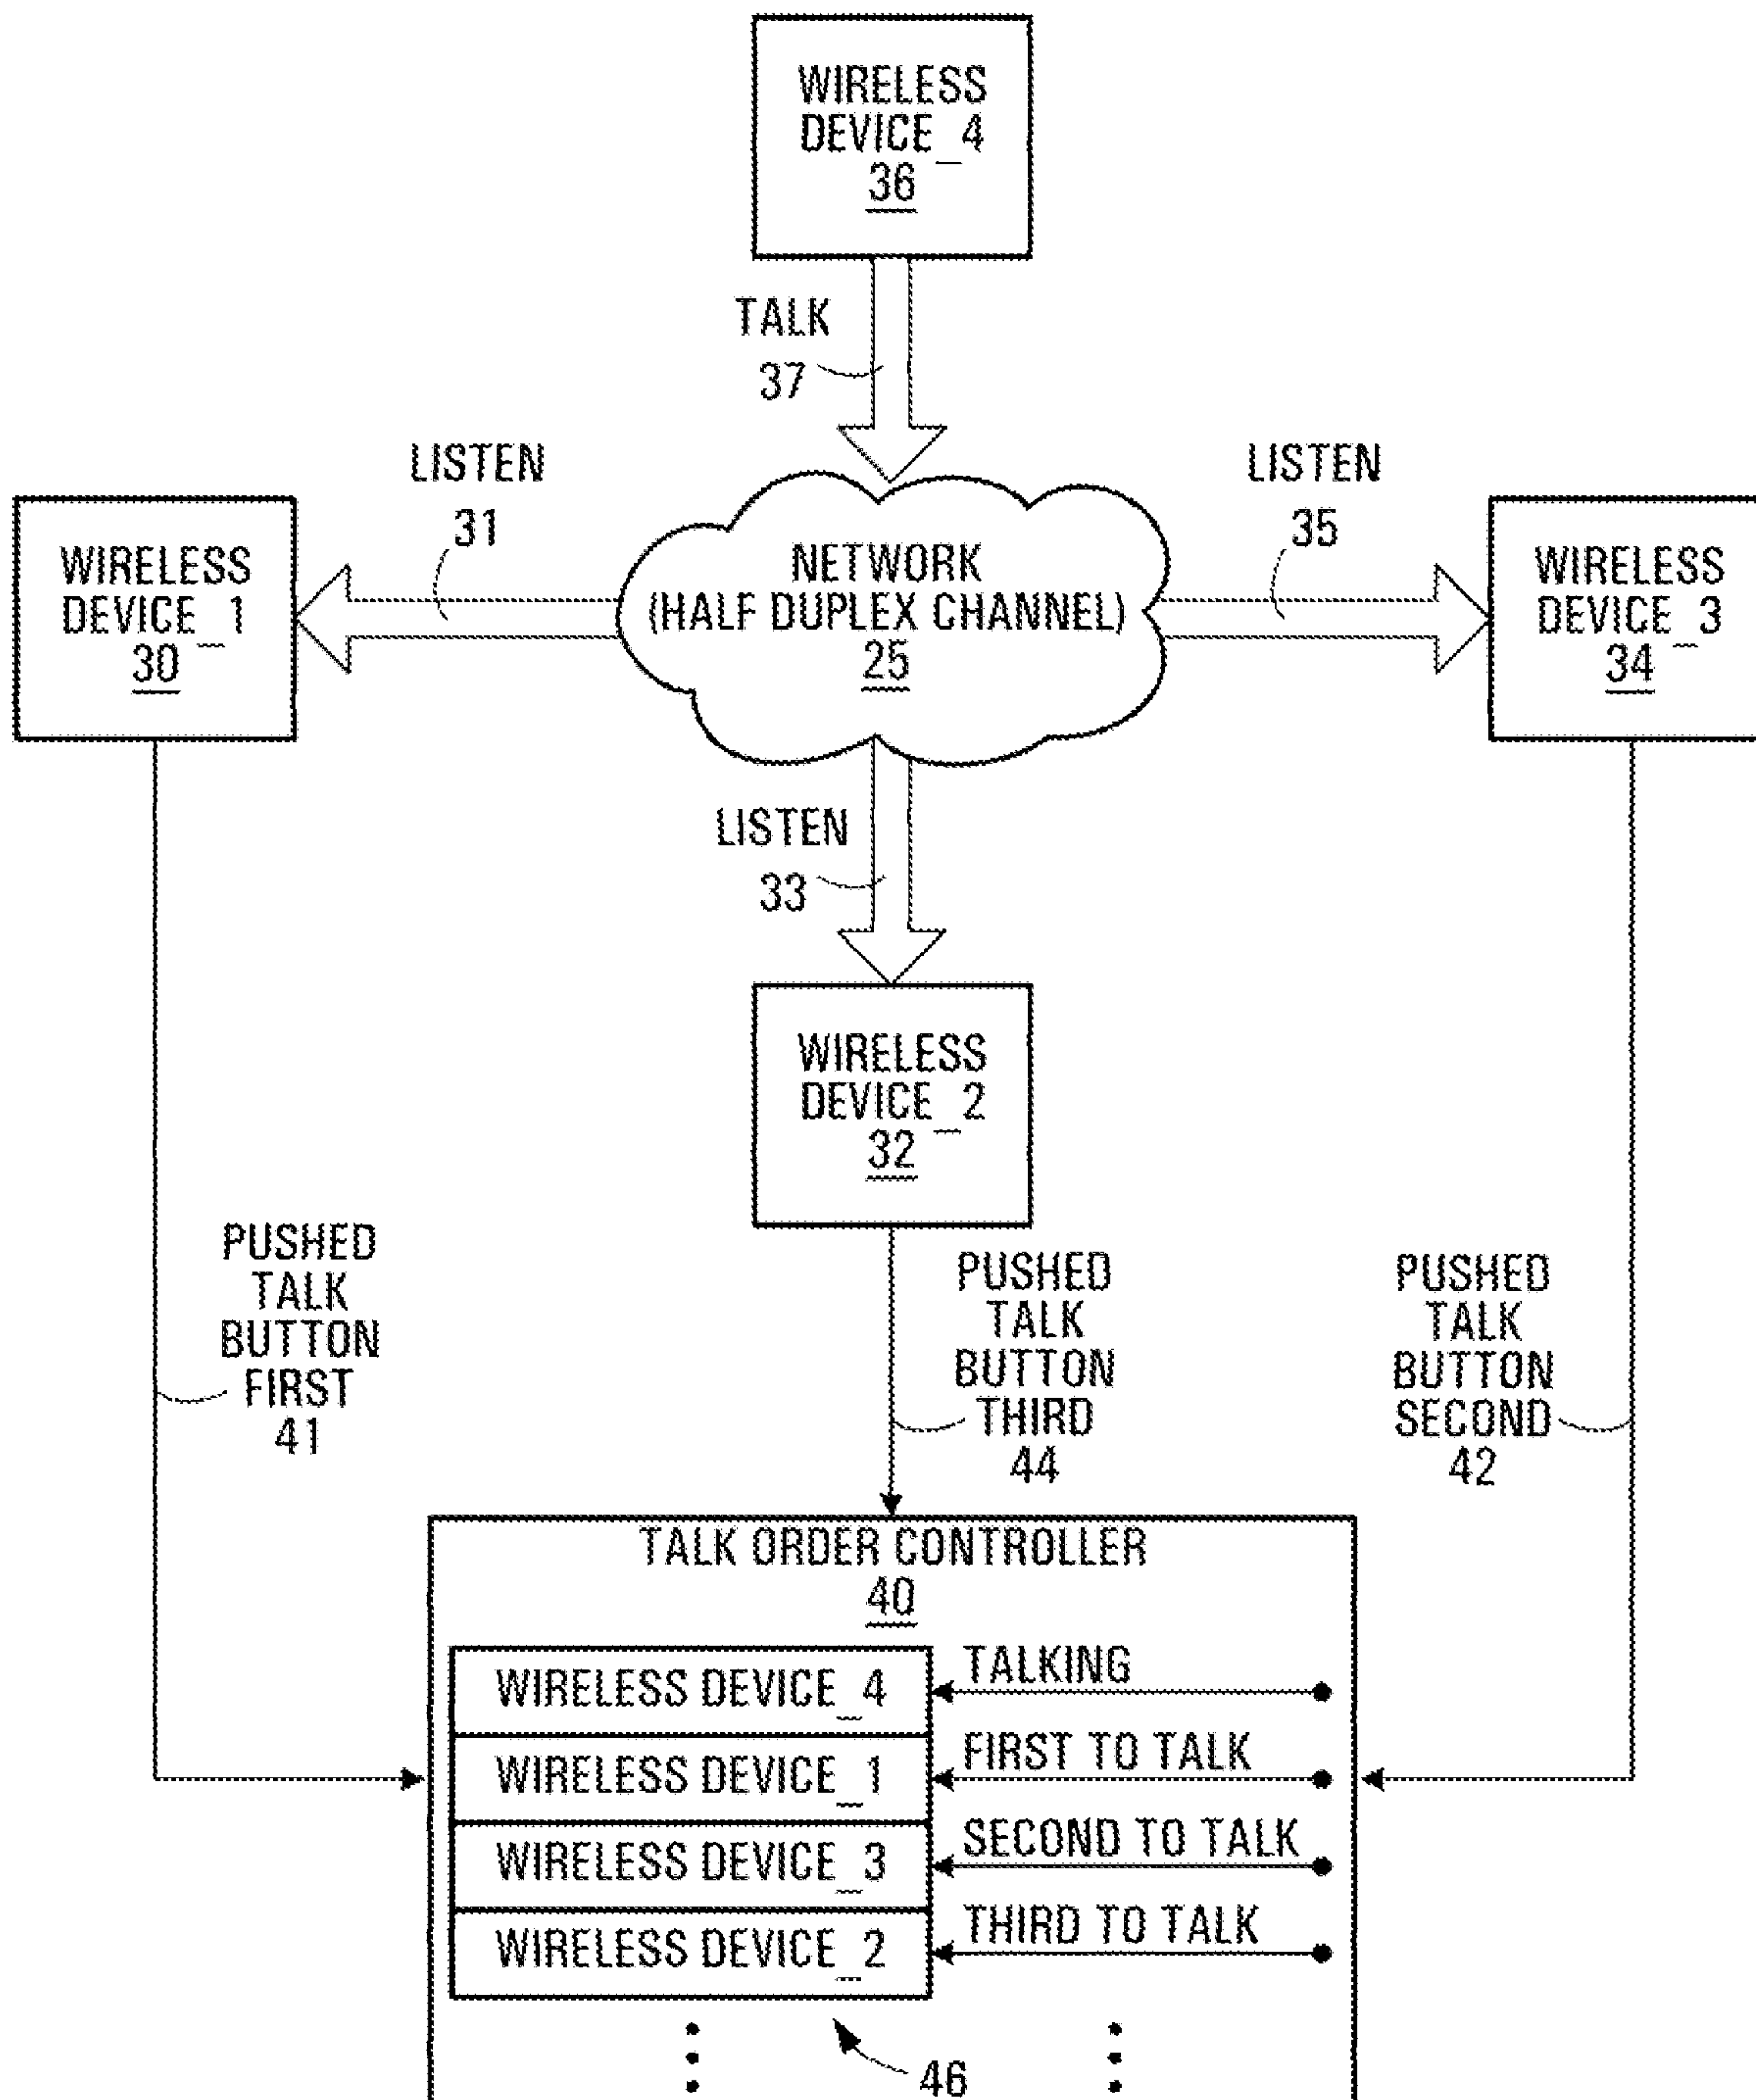 WIRELESS
DEVICE_4
36
TALK
37
LISTEN
31
LISTEN
35
WIRELESS
DEVICE_1
30
NETWORK
(HALF DUPLEX CHANNEL)
25
WIRELESS
DEVICE_3
34
LISTEN
33
WIRELESS
DEVICE_2
32
PUSHED
TALK
BUTTON
FIRST
41
PUSHED
TALK
BUTTON
THIRD
44
PUSHED
TALK
BUTTON
SECOND
42
TALK ORDER CONTROLLER
40
WIRELESS DEVICE_4
TALKING
WIRELESS DEVICE_1
FIRST TO TALK
WIRELESS DEVICE_3
SECOND TO TALK
WIRELESS DEVICE_2
THIRD TO TALK
46